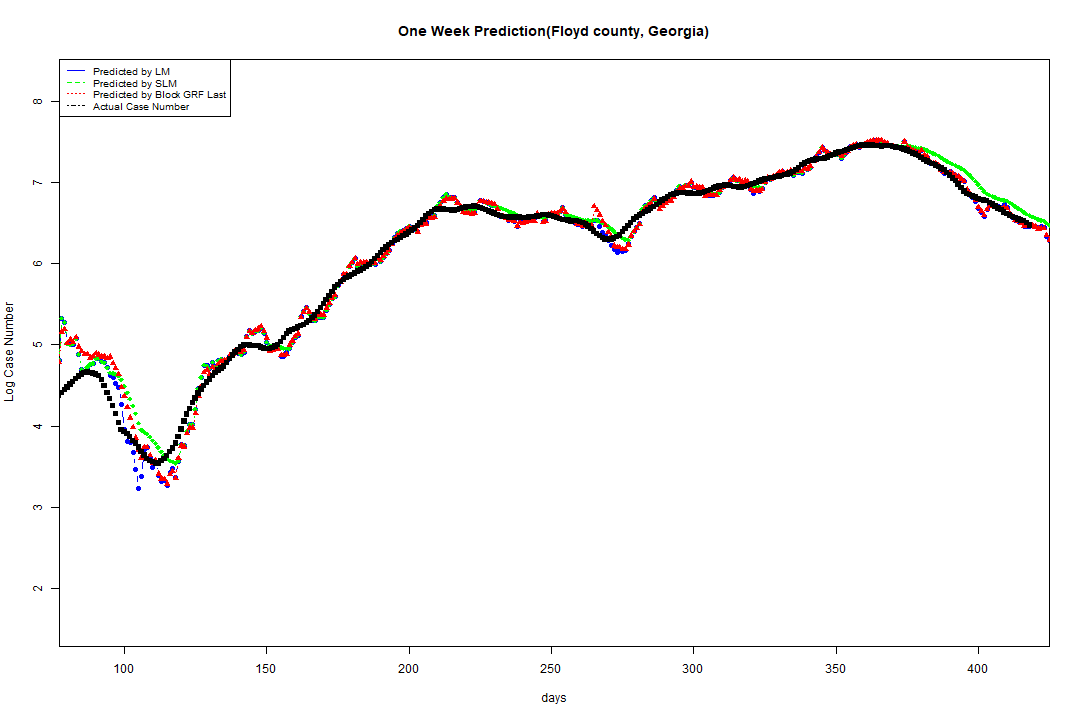 One Week Prediction(Floyd county, Georgia)
Predicted by LM
Predicted by SLM
Predicted by Block GRF Last
Actual Case Number
8
7
6
5
4
3
2
Log Case Number
100 150 200 250 300 350 400
days